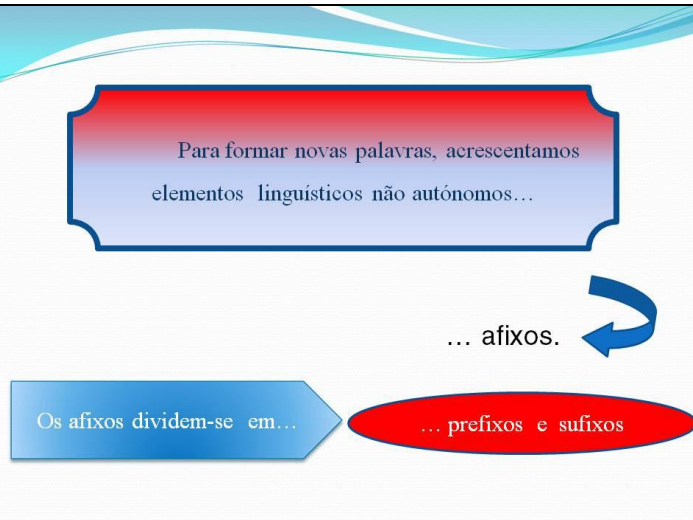 Para formar novas palavras, acrescentamos
elementos linguísticos não autónomos…
… afixos.
Os afixos dividem-se em…
… prefixos e sufixos